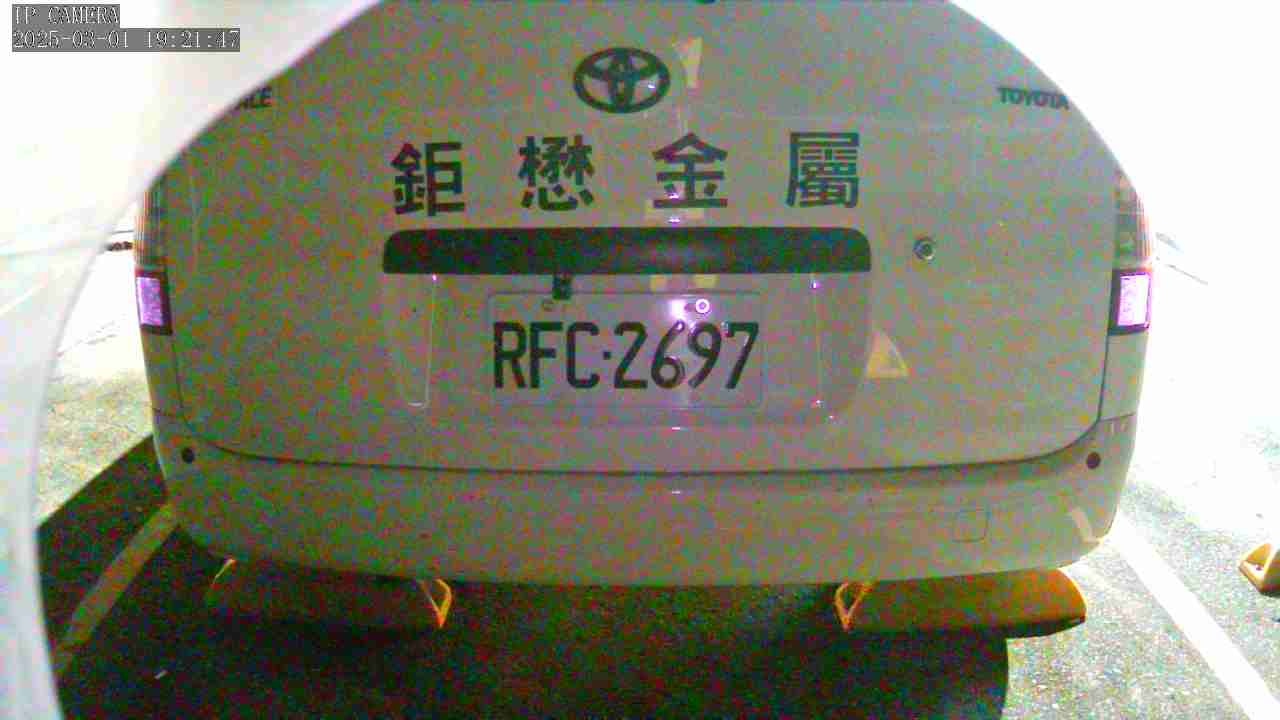 IP CAMERA
2025-03-01 19:21:47
TOYOTA
鉅懋金屬
RFC·2697